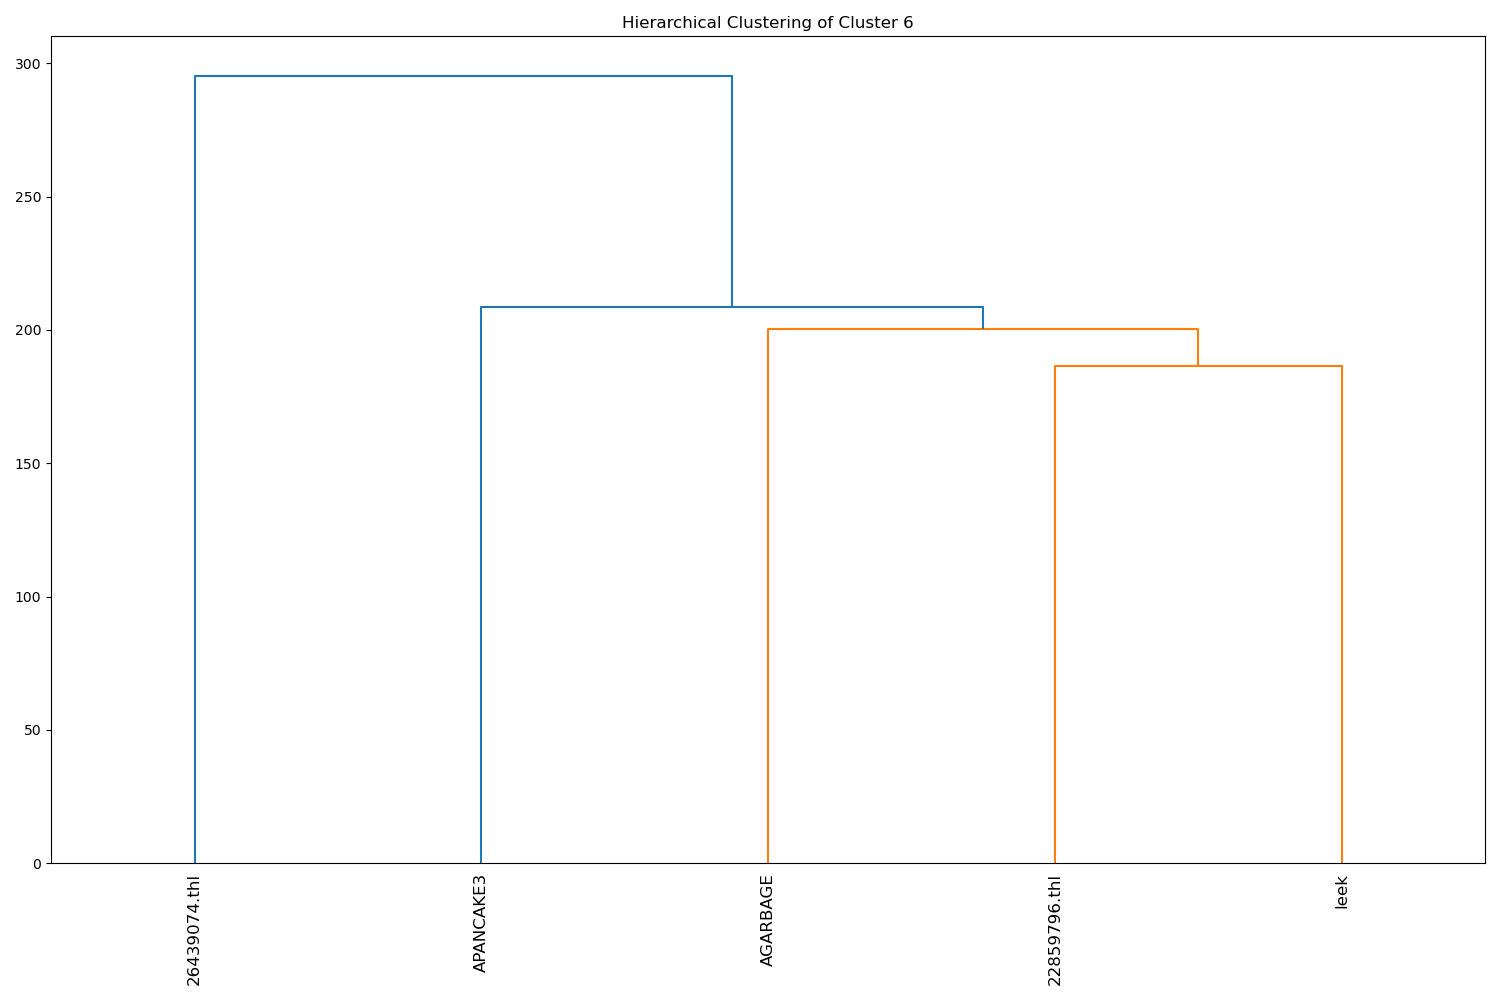 Hierarchical Clustering of Cluster 6
300
250
200
150
100
50
0
26439074.thl
APANCAKE3
AGARBAGE
22859796.thl
leek